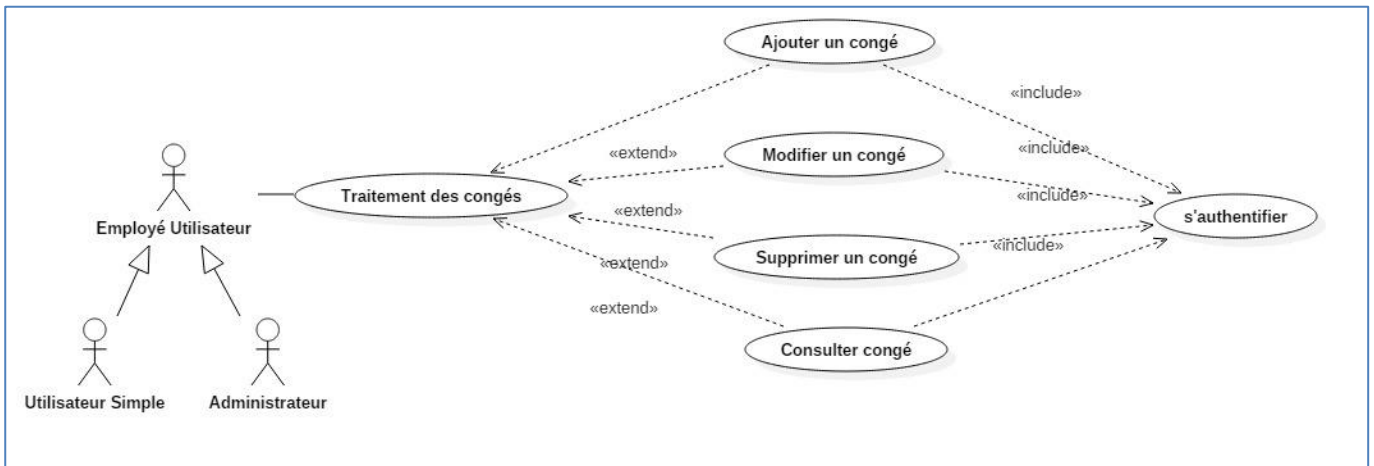 Ajouter un congé
«include»
«extend»
Modifier un congé
«include»
Employé Utilisateur
Traitement des congés
«extend»
«include»
s'authentifier
Supprimer un congé
«include»
«extend»
«extend»
Consulter congé
Utilisateur Simple
Administrateur